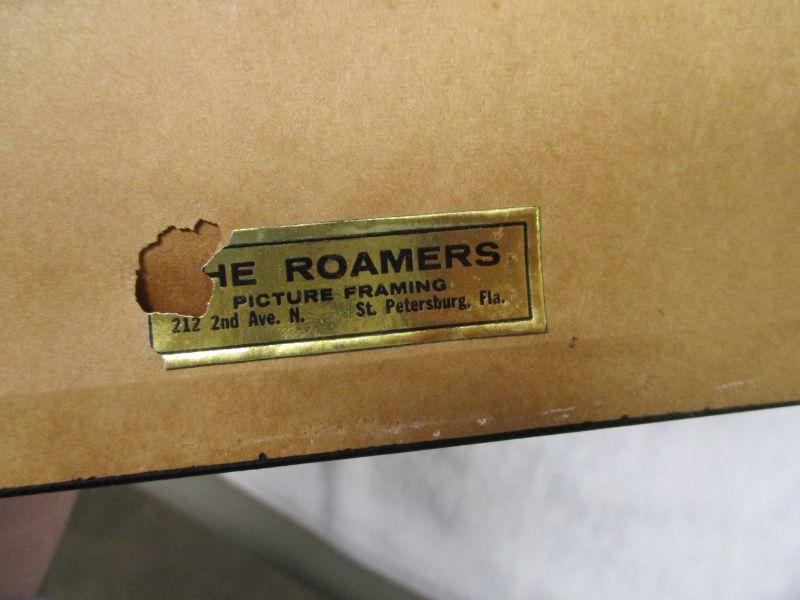 HE ROAMERS
PICTURE FRAMING
212 2nd Ave. N. St. Petersburg, Fla.